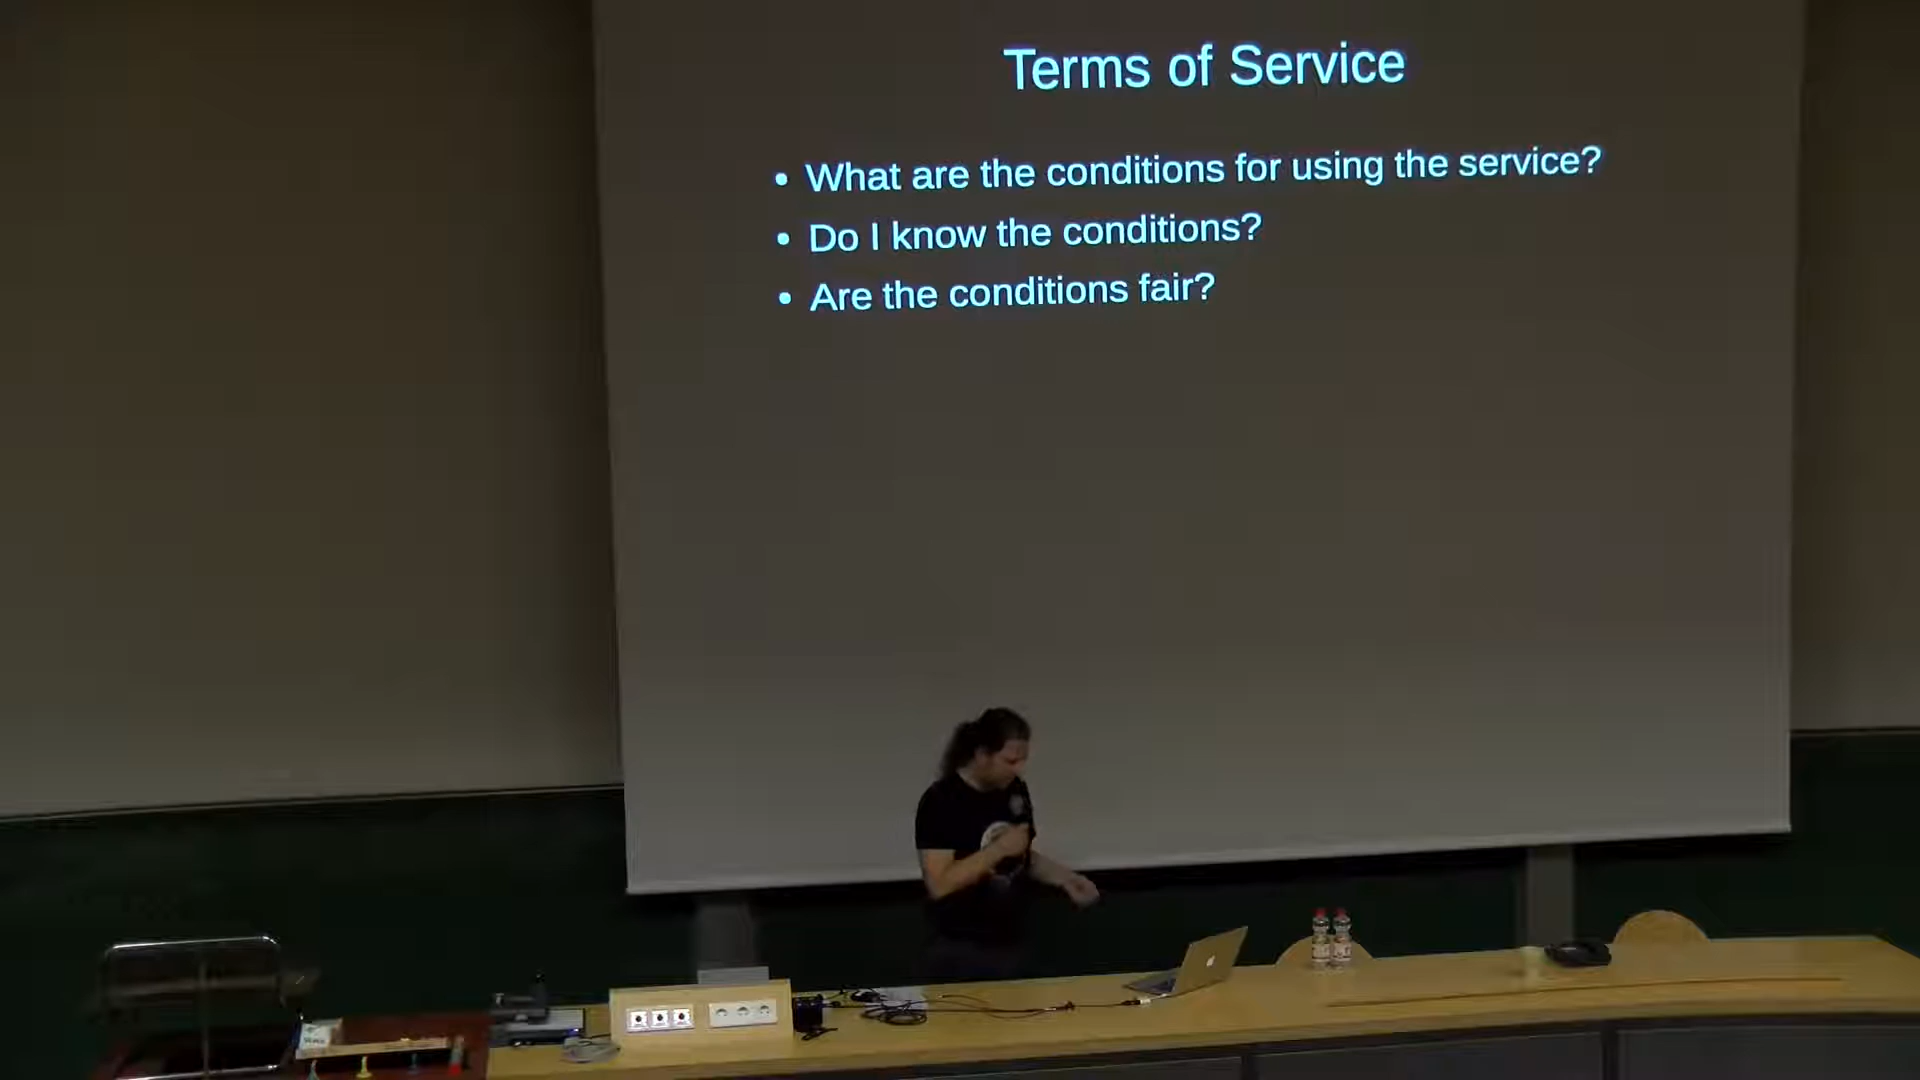 Terms of Service
• What are the conditions for using the service?
• Do I know the conditions?
• Are the conditions fair?